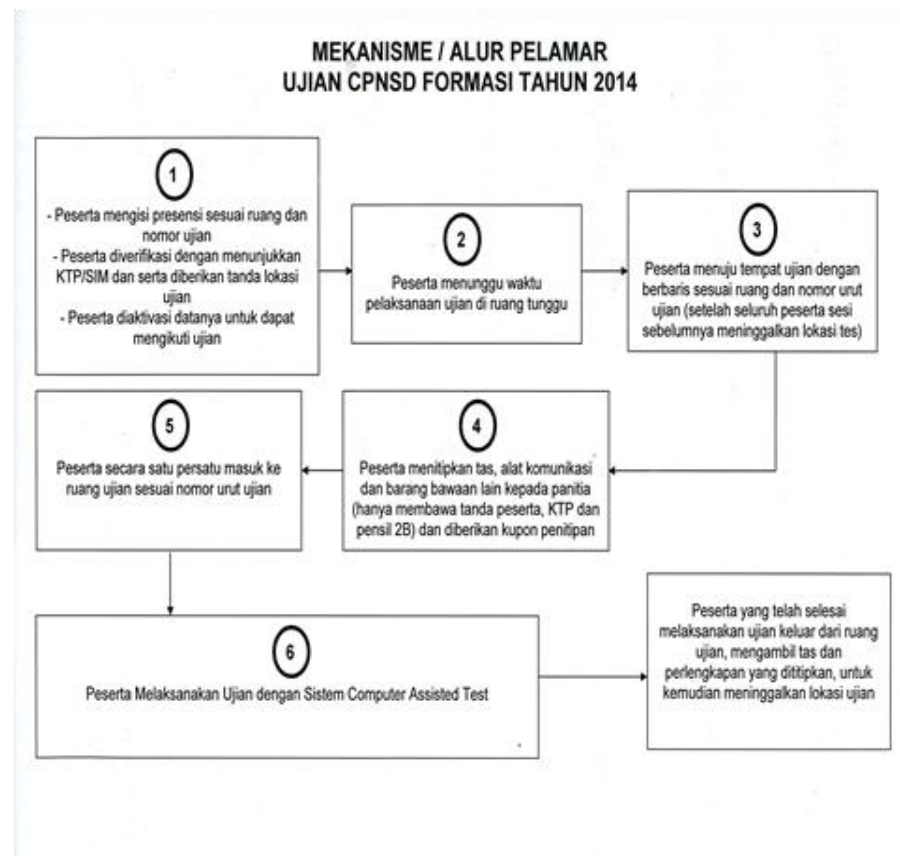 MEKANISME / ALUR PELAMAR
UJIAN CPNSD FORMASI TAHUN 2014
1
- Peserta mengisi presensi sesuai ruang dan
nomor ujian
- Peserta diverifikasi dengan menunjukkan
KTP/SIM dan serta diberikan tanda lokasi
ujian
- Peserta diaktivasi datanya untuk dapat
mengikuti ujian
2
Peserta menunggu waktu
pelaksanaan ujian di ruang tunggu
3
Peserta menuju tempat ujian dengan
berbaris sesuai ruang dan nomor urut
ujian (setelah seluruh peserta sesi
sebelumnya meninggalkan lokasi tes)
4
Peserta menitipkan tas, alat komunikasi
dan barang bawaan lain kepada panitia
(hanya membawa tanda peserta, KTP dan
pensil 2B) dan diberikan kupon penitipan
5
Peserta secara satu persatu masuk ke
ruang ujian sesuai nomor urut ujian
6
Peserta Melaksanakan Ujian dengan Sistem Computer Assisted Test
Peserta yang telah selesai
melaksanakan ujian keluar dari ruang
ujian, mengambil tas dan
perlengkapan yang dititipkan, untuk
kemudian meninggalkan lokasi ujian